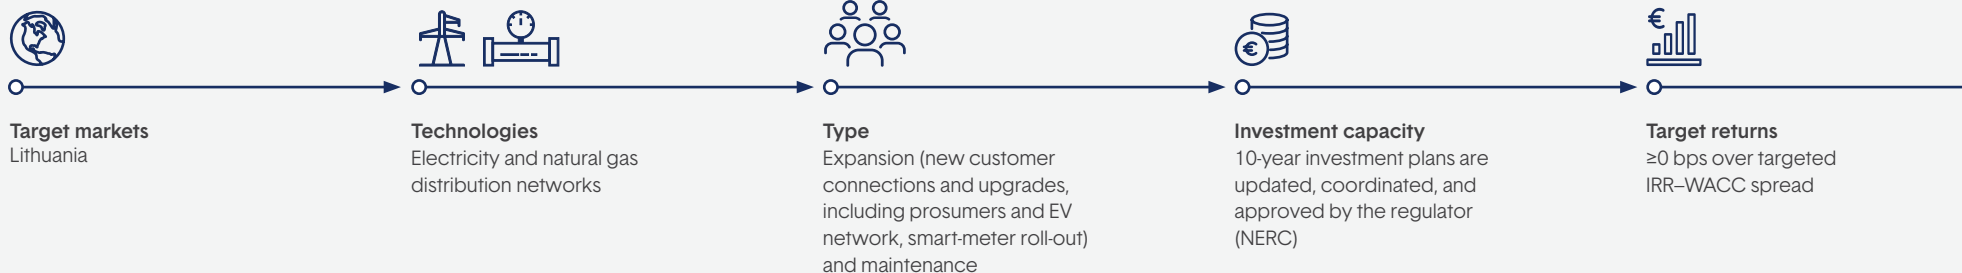 Target markets
Lithuania
Technologies
Electricity and natural gas
distribution networks
Type
Expansion (new customer
connections and upgrades,
including prosumers and EV
network, smart-meter roll-out)
and maintenance
Investment capacity
10-year investment plans are
updated, coordinated, and
approved by the regulator
(NERC)
Target returns
≥0 bps over targeted
IRR–WACC spread